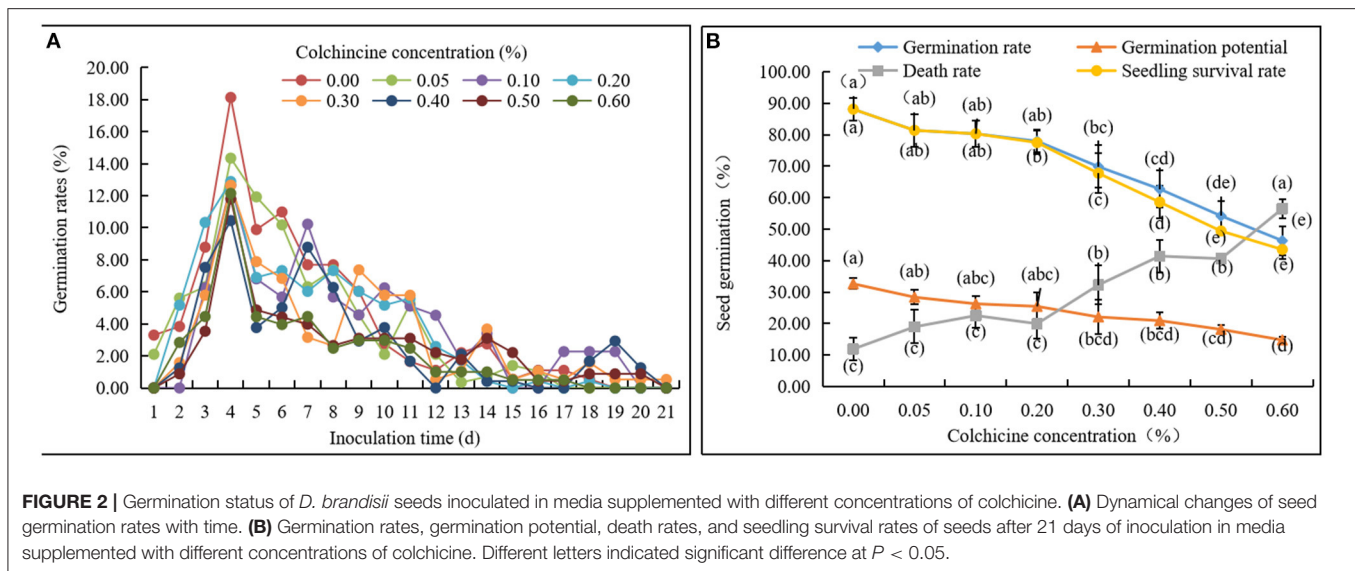 A
Colchincine concentration (%)
0.00 0.05 0.10 0.20
0.30 0.40 0.50 0.60
Germination rates (%)
20.00
18.00
16.00
14.00
12.00
10.00
8.00
6.00
4.00
2.00
0.00
1 2 3 4 5 6 7 8 9 10 11 12 13 14 15 16 17 18 19 20 21
Inoculation time (d)
B
Germination rate Germination potential
Death rate Seedling survival rate
Seed germination（%）
100.00
90.00
80.00
70.00
60.00
50.00
40.00
30.00
20.00
10.00
0.00
（a） （ab） (ab) (ab) (bc) (cd) (de) (a)
(a) (ab) (ab) (b) (c) (d) (e) (e)
(e)
(a) (ab) (abc) (abc) (b) (b) (b)
(c) (c) (c) (c) (bcd) (bcd) (cd) (d)
0.00 0.05 0.10 0.20 0.30 0.40 0.50 0.60
Colchicine concentration（%）
FIGURE 2 | Germination status of D. brandisii seeds inoculated in media supplemented with different concentrations of colchicine. (A) Dynamical changes of seed
germination rates with time. (B) Germination rates, germination potential, death rates, and seedling survival rates of seeds after 21 days of inoculation in media
supplemented with different concentrations of colchicine. Different letters indicated significant difference at P < 0.05.